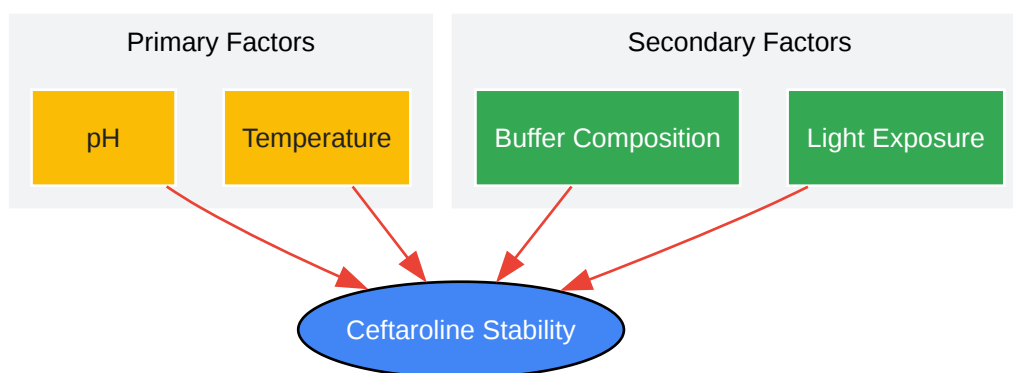 Primary Factors
Secondary Factors
pH
Temperature
Buffer Composition
Light Exposure
Ceftaroline Stability